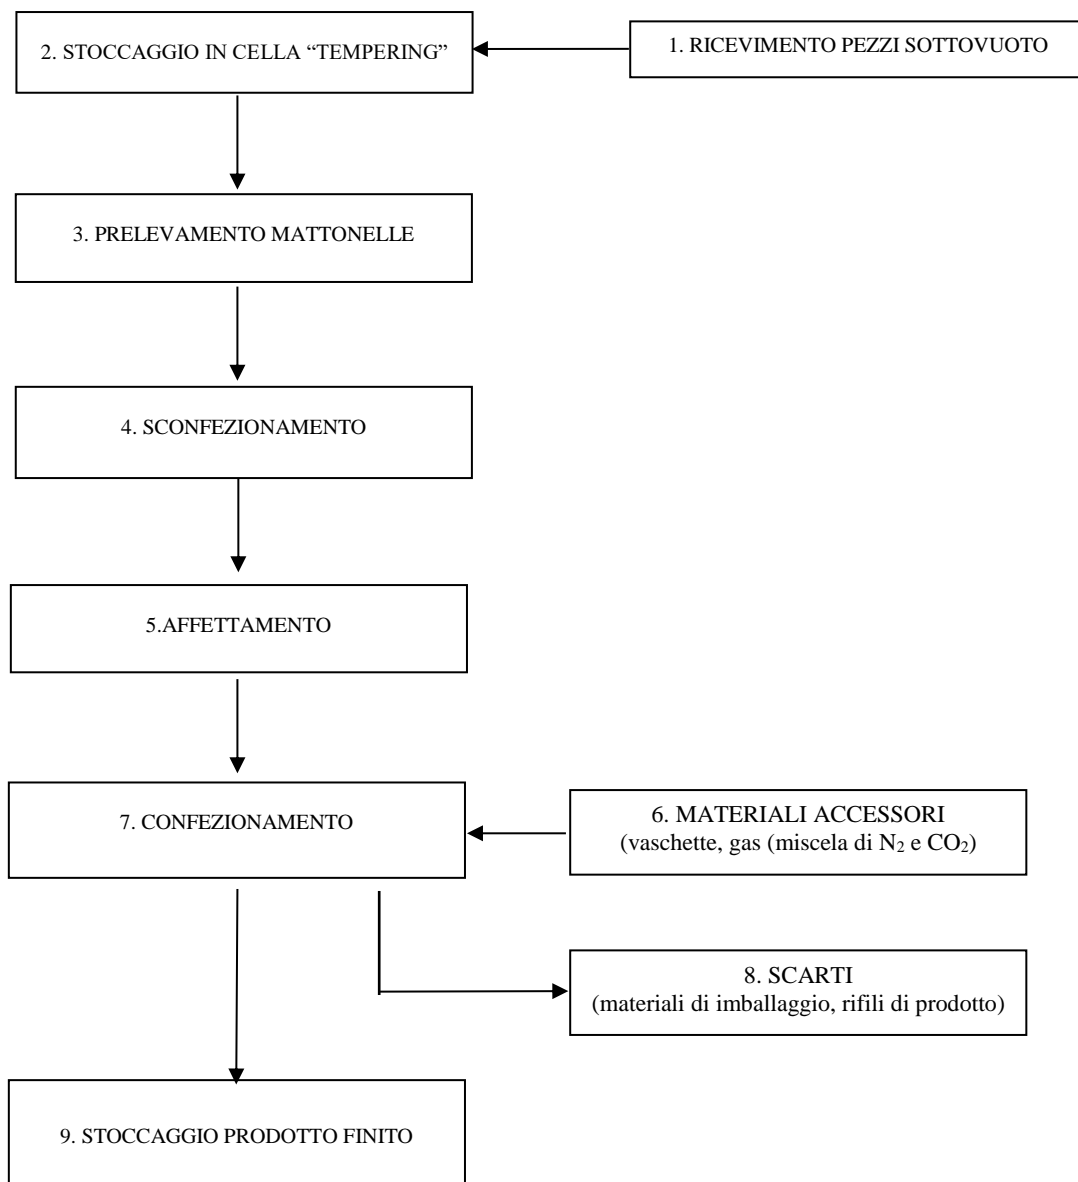 2. STOCCAGGIO IN CELLA “TEMPERING”
1. RICEVIMENTO PEZZI SOTTOVUOTO
3. PRELEVAMENTO MATTONELLE
4. SCONFEZIONAMENTO
5.AFFETTAMENTO
7. CONFEZIONAMENTO
6. MATERIALI ACCESSORI
(vaschette, gas (miscela di N₂ e CO₂)
8. SCARTI
(materiali di imballaggio, rifili di prodotto)
9. STOCCAGGIO PRODOTTO FINITO